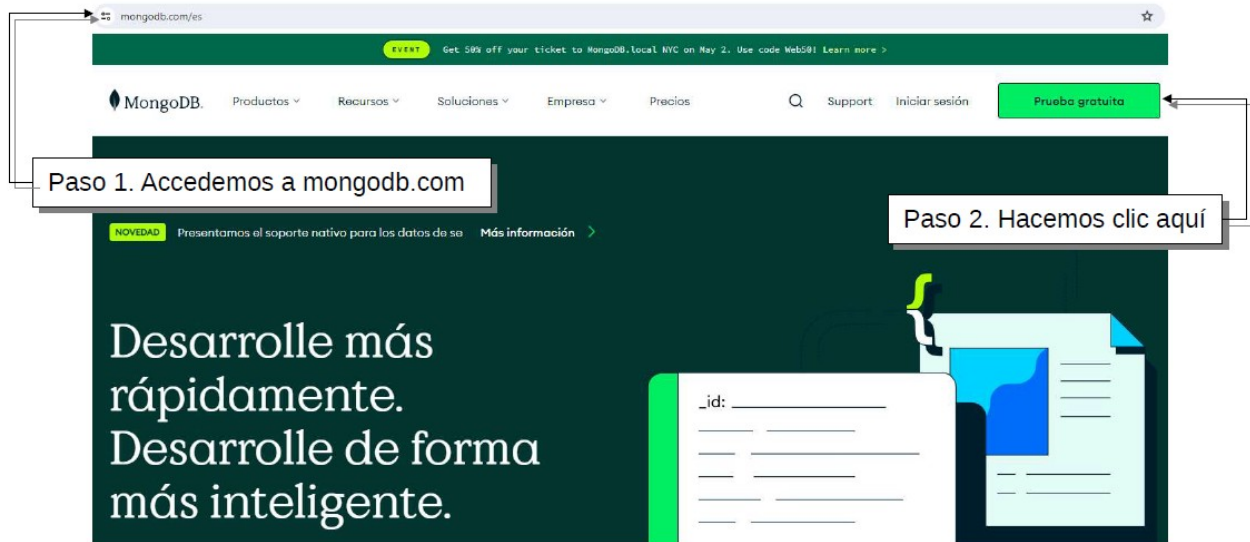 mongodb.com/es
EVENT Get 50% off your ticket to MongoDB.local NYC on May 2. Use code Web50! Learn more >
MongoDB. Productos Recursos Soluciones Empresa Precios Support Iniciar sesión Prueba gratuita
Paso 1. Accedemos a mongodb.com
Paso 2. Hacemos clic aquí
NOVEDAD Presentamos el soporte nativo para los datos de se Más información >
Desarrolle más
rápidamente.
Desarrolle de forma
más inteligente.
_id: